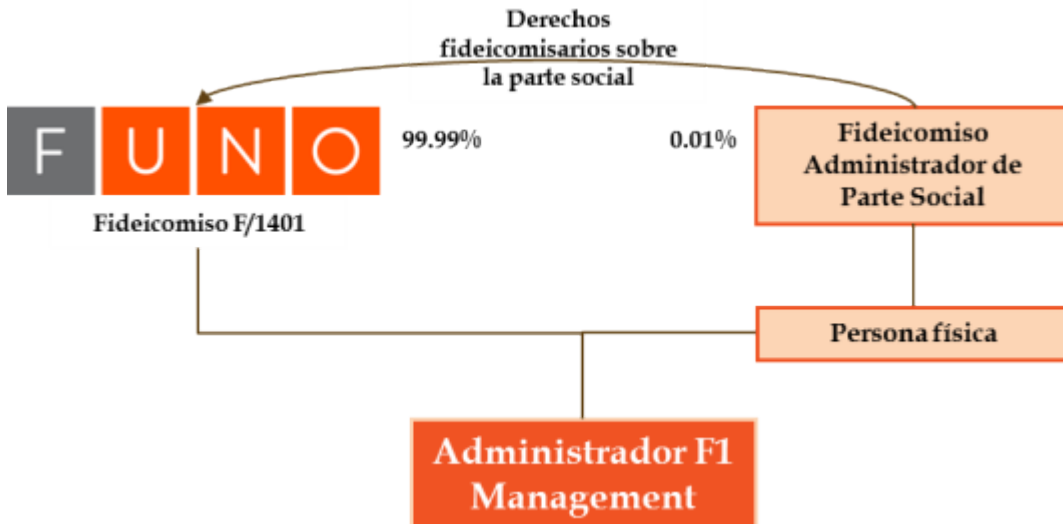 Derechos
fideicomisarios sobre
la parte social
FUNO
99.99%
0.01%
Fideicomiso
Administrador de
Parte Social
Fideicomiso F/1401
Persona física
Administrador F1
Management